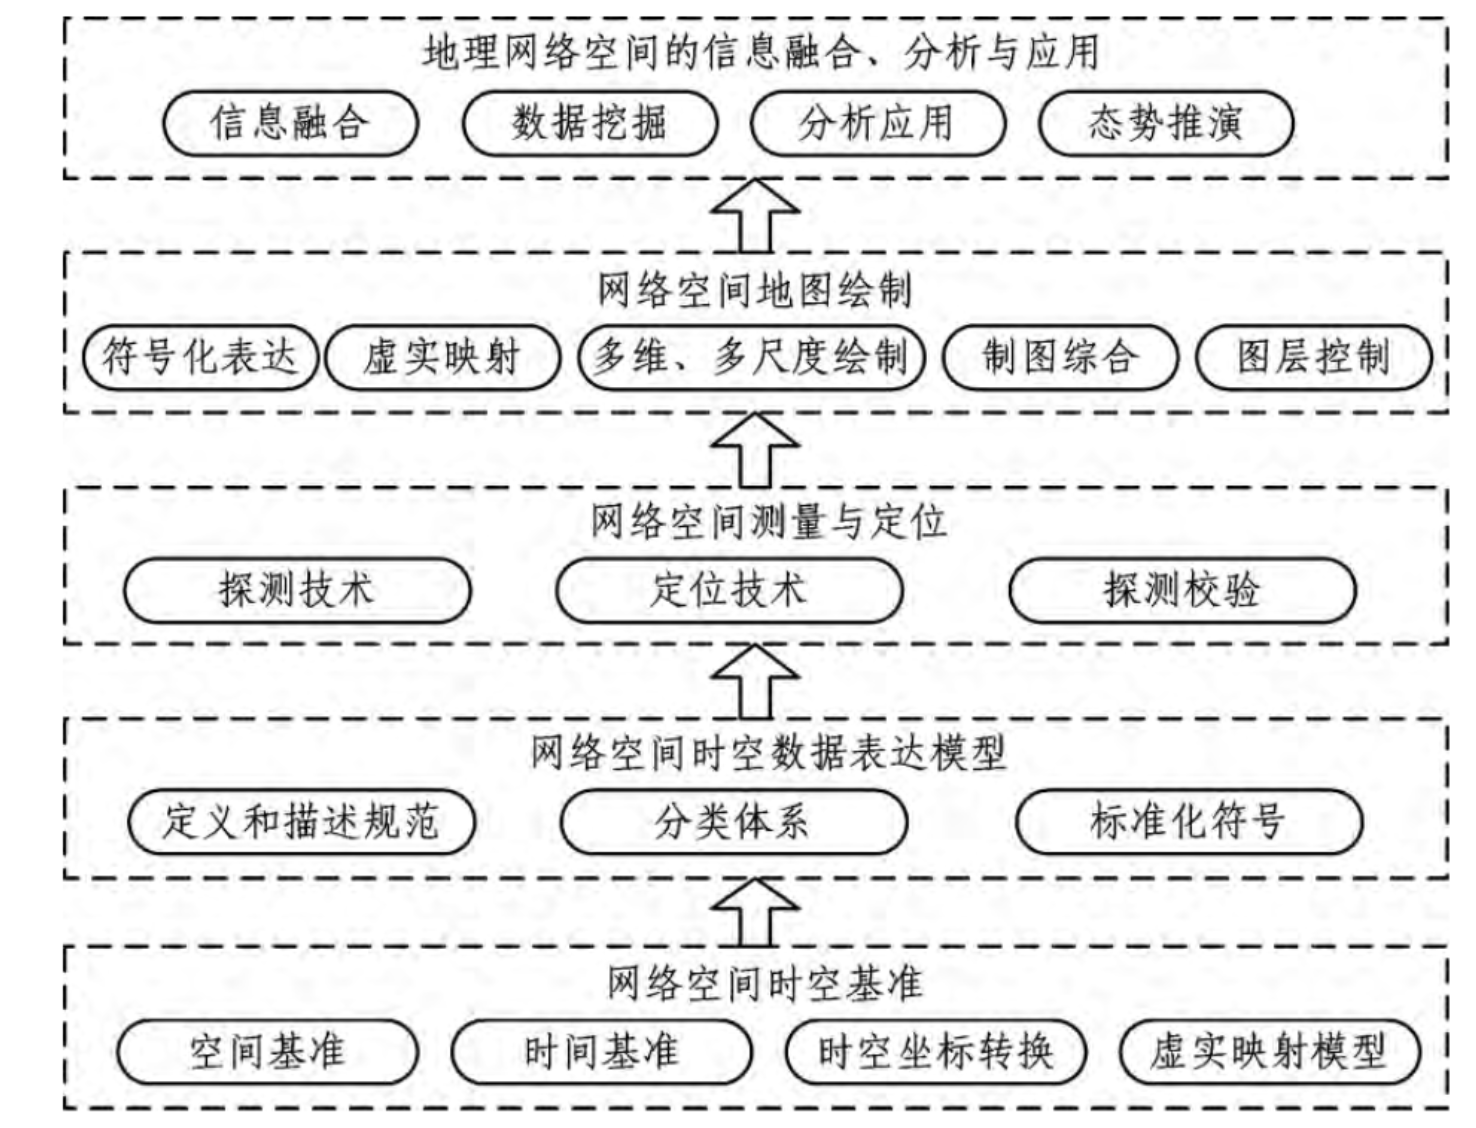 地理网络空间的信息融合、分析与应用
信息融合 数据挖掘 分析应用 态势推演
网络空间地图绘制
符号化表达 虚实映射 多维、多尺度绘制 制图综合 图层控制
网络空间测量与定位
探测技术 定位技术 探测校验
网络空间时空数据表达模型
定义和描述规范 分类体系 标准化符号
网络空间时空基准
空间基准 时间基准 时空坐标转换 虚实映射模型